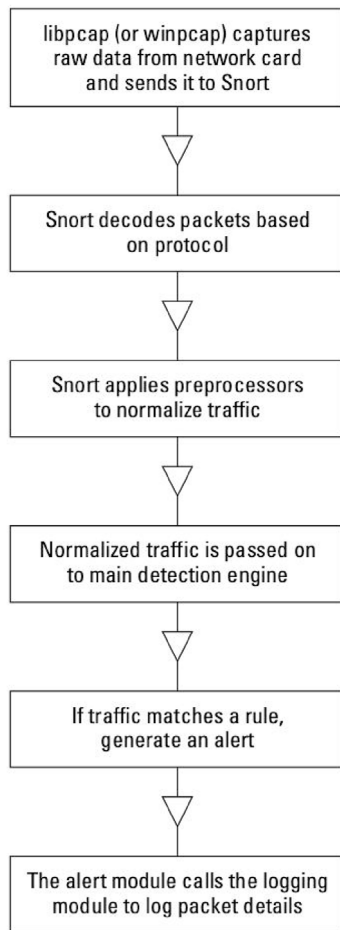 libpcap (or winpcap) captures
raw data from network card
and sends it to Snort
Snort decodes packets based
on protocol
Snort applies preprocessors
to normalize traffic
Normalized traffic is passed on
to main detection engine
If traffic matches a rule,
generate an alert
The alert module calls the logging
module to log packet details